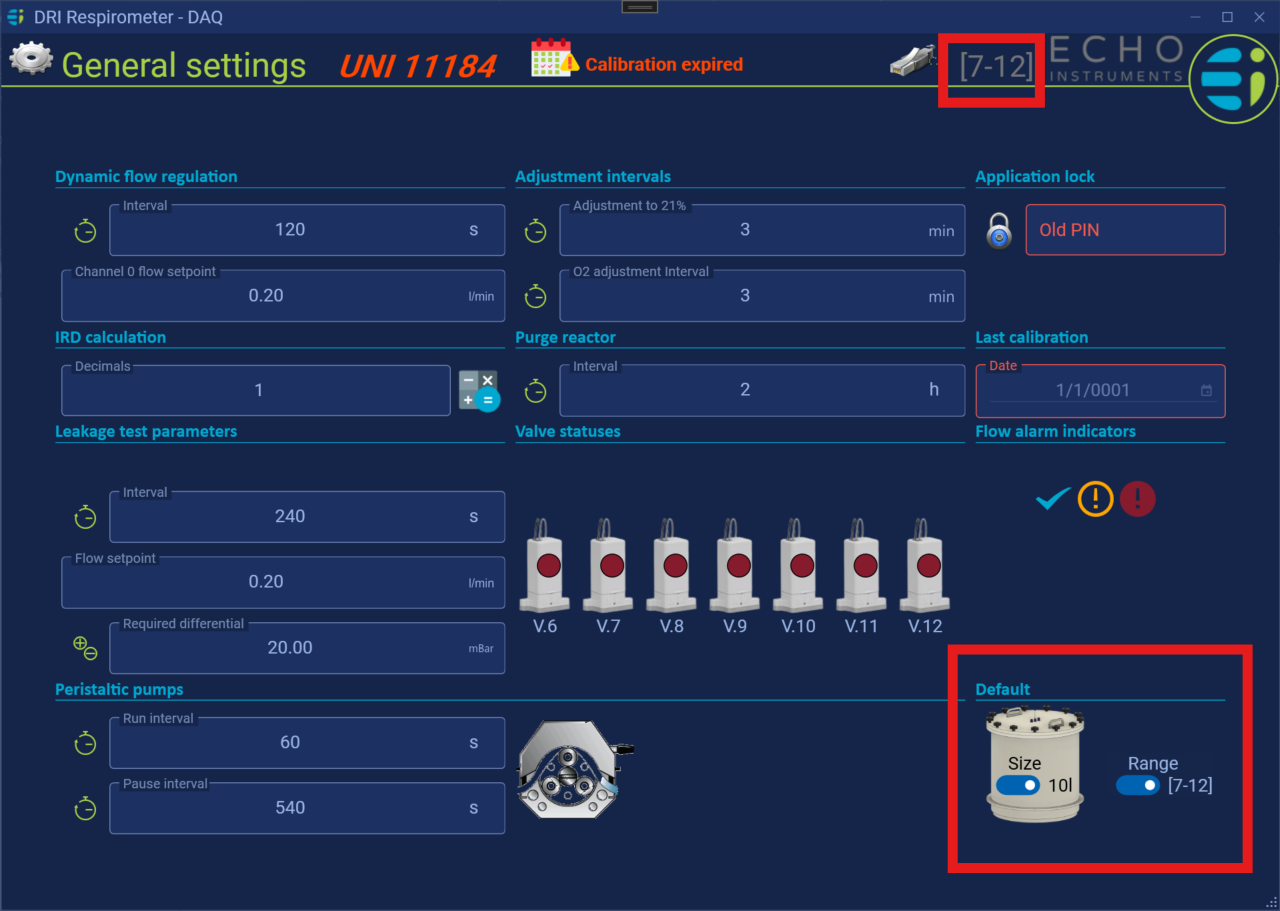 DRI Respirometer - DAQ
General settings
UNI 11184
Calibration expired
[7-12]
ECHO
INSTRUMENTS
Dynamic flow regulation
Interval
120 s
Channel 0 flow setpoint
0.20 l/min
Adjustment intervals
Adjustment to 21%
3 min
O2 adjustment Interval
3 min
Application lock
Old PIN
IRD calculation
Decimals
1
Purge reactor
Interval
2 h
Last calibration
Date
1/1/0001
Leakage test parameters
Interval
240 s
Flow setpoint
0.20 l/min
Required differential
20.00 mBar
Valve statuses
V.6 V.7 V.8 V.9 V.10 V.11 V.12
Flow alarm indicators
Peristaltic pumps
Run interval
60 s
Pause interval
540 s
Default
Size
10l
Range
[7-12]